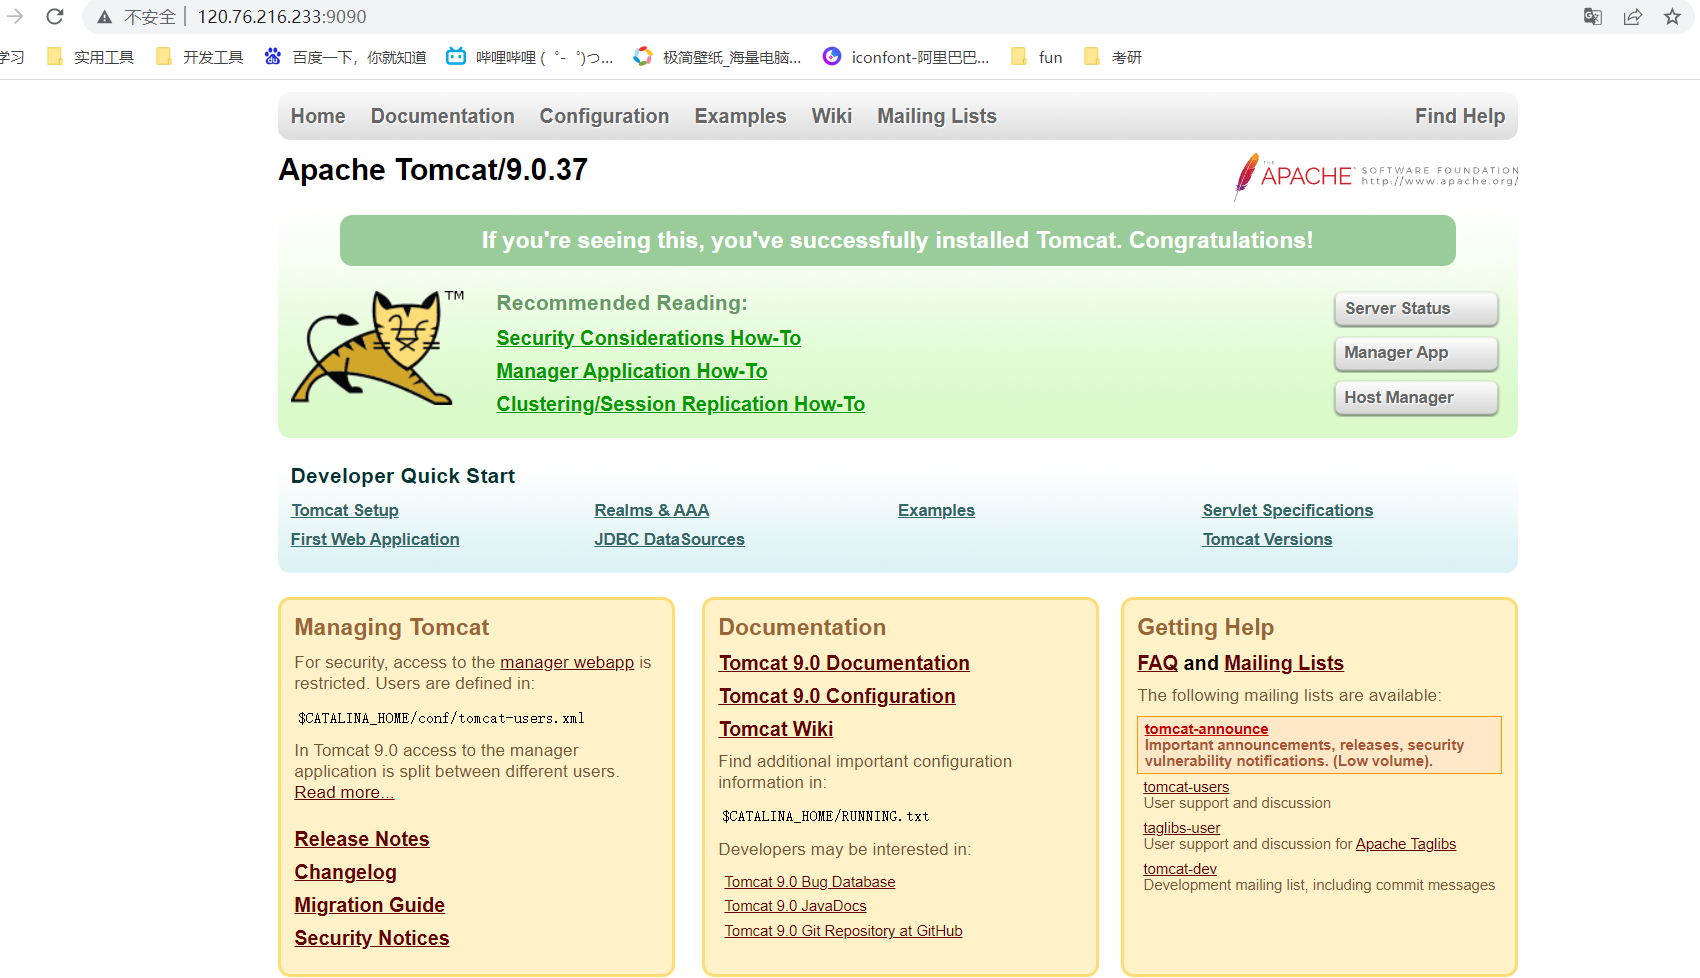 不安全 | 120.76.216.233:9090
学习 实用工具 开发工具 百度一下，你就知道 哔哩哔哩 ( ゜- ゜)つ... 极简壁纸_海量电脑... iconfont-阿里巴巴... fun 考研
Home Documentation Configuration Examples Wiki Mailing Lists Find Help
Apache Tomcat/9.0.37
THE APACHE SOFTWARE FOUNDATION
http://www.apache.org/
If you're seeing this, you've successfully installed Tomcat. Congratulations!
TM
Recommended Reading:
Security Considerations How-To
Manager Application How-To
Clustering/Session Replication How-To
Server Status
Manager App
Host Manager
Developer Quick Start
Tomcat Setup Realms & AAA Examples Servlet Specifications
First Web Application JDBC DataSources Tomcat Versions
Managing Tomcat
For security, access to the manager webapp is
restricted. Users are defined in:
$CATALINA_HOME/conf/tomcat-users.xml
In Tomcat 9.0 access to the manager
application is split between different users.
Read more...
Release Notes
Changelog
Migration Guide
Security Notices
Documentation
Tomcat 9.0 Documentation
Tomcat 9.0 Configuration
Tomcat Wiki
Find additional important configuration
information in:
$CATALINA_HOME/RUNNING.txt
Developers may be interested in:
Tomcat 9.0 Bug Database
Tomcat 9.0 JavaDocs
Tomcat 9.0 Git Repository at GitHub
Getting Help
FAQ and Mailing Lists
The following mailing lists are available:
tomcat-announce
Important announcements, releases, security
vulnerability notifications. (Low volume).
tomcat-users
User support and discussion
taglibs-user
User support and discussion for Apache Taglibs
tomcat-dev
Development mailing list, including commit messages